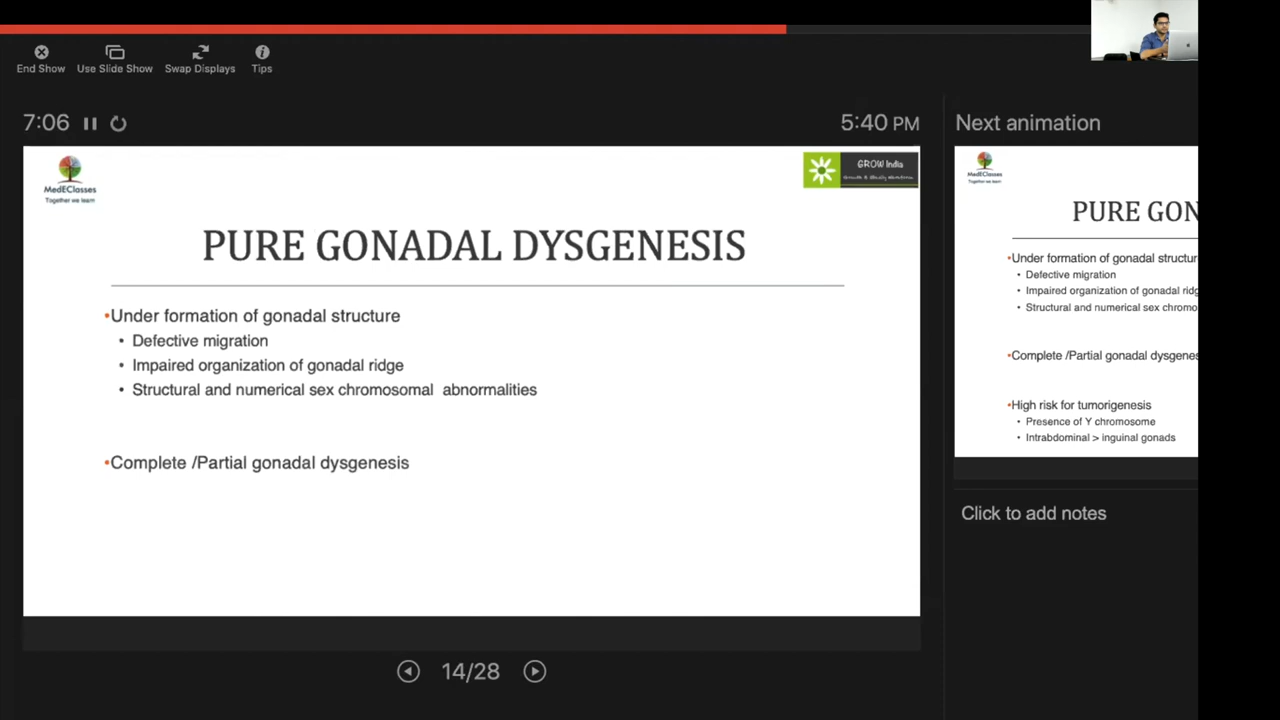 End Show
Use Slide Show
Swap Displays
Tips
7:06
5:40 PM
Next animation
MedEClasses
Together we learn
GROW India
PURE GONADAL DYSGENESIS
•Under formation of gonadal structure
• Defective migration
• Impaired organization of gonadal ridge
• Structural and numerical sex chromosomal abnormalities
•Complete /Partial gonadal dysgenesis
14/28
MedEClasses
Together we learn
PURE GON
•Under formation of gonadal structur
• Defective migration
• Impaired organization of gonadal ridg
• Structural and numerical sex chromo
•Complete /Partial gonadal dysgenes
•High risk for tumorigenesis
• Presence of Y chromosome
• Intrabdominal > inguinal gonads
Click to add notes